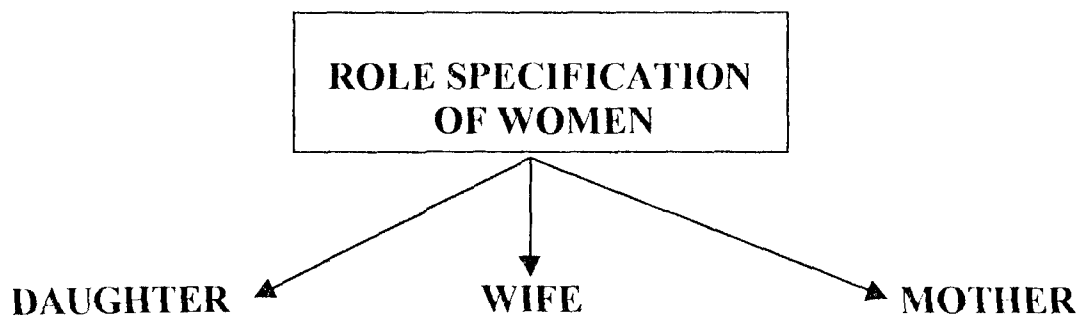 ROLE SPECIFICATION
OF WOMEN
DAUGHTER
WIFE
MOTHER